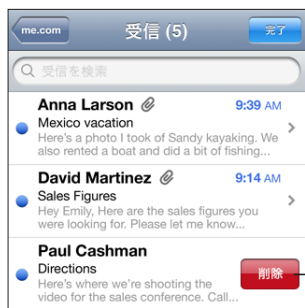 me.com
受信 (5)
完了
受信を検索
Anna Larson
9:39 AM
Mexico vacation
Here's a photo I took of Sandy kayaking. We
also rented a boat and did a bit of fishing...
David Martinez
9:14 AM
Sales Figures
Hey Emily, Here are the sales figures you
were looking for. Please let me know...
Paul Cashman
Directions
削除
Here's where we're shooting the
video for the sales conference. Call...